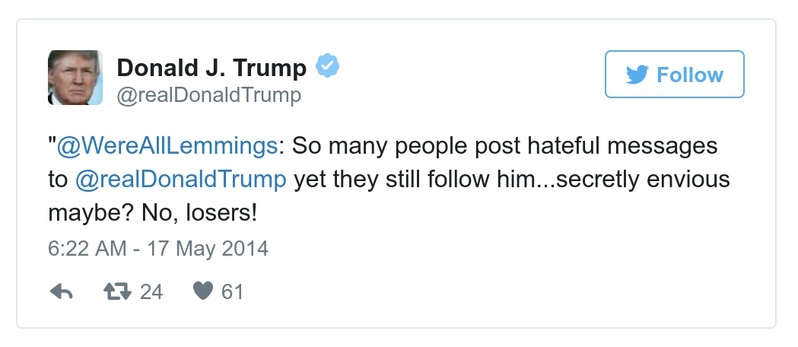 Donald J. Trump
@realDonaldTrump
Follow
"@WereAllLemmings: So many people post hateful messages
to @realDonaldTrump yet they still follow him...secretly envious
maybe? No, losers!
6:22 AM - 17 May 2014
24 61